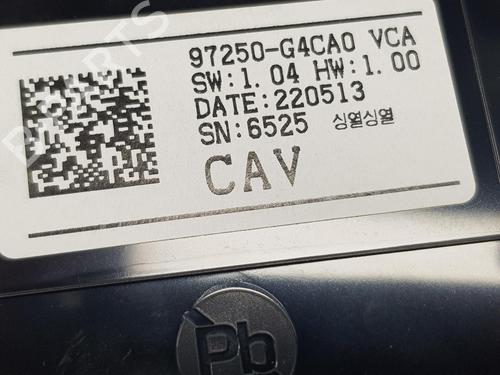 97250-G4CA0 VCA
SW:1.04 HW:1.00
DATE:220513
SN:6525 싱열싱열
CAV
Pb